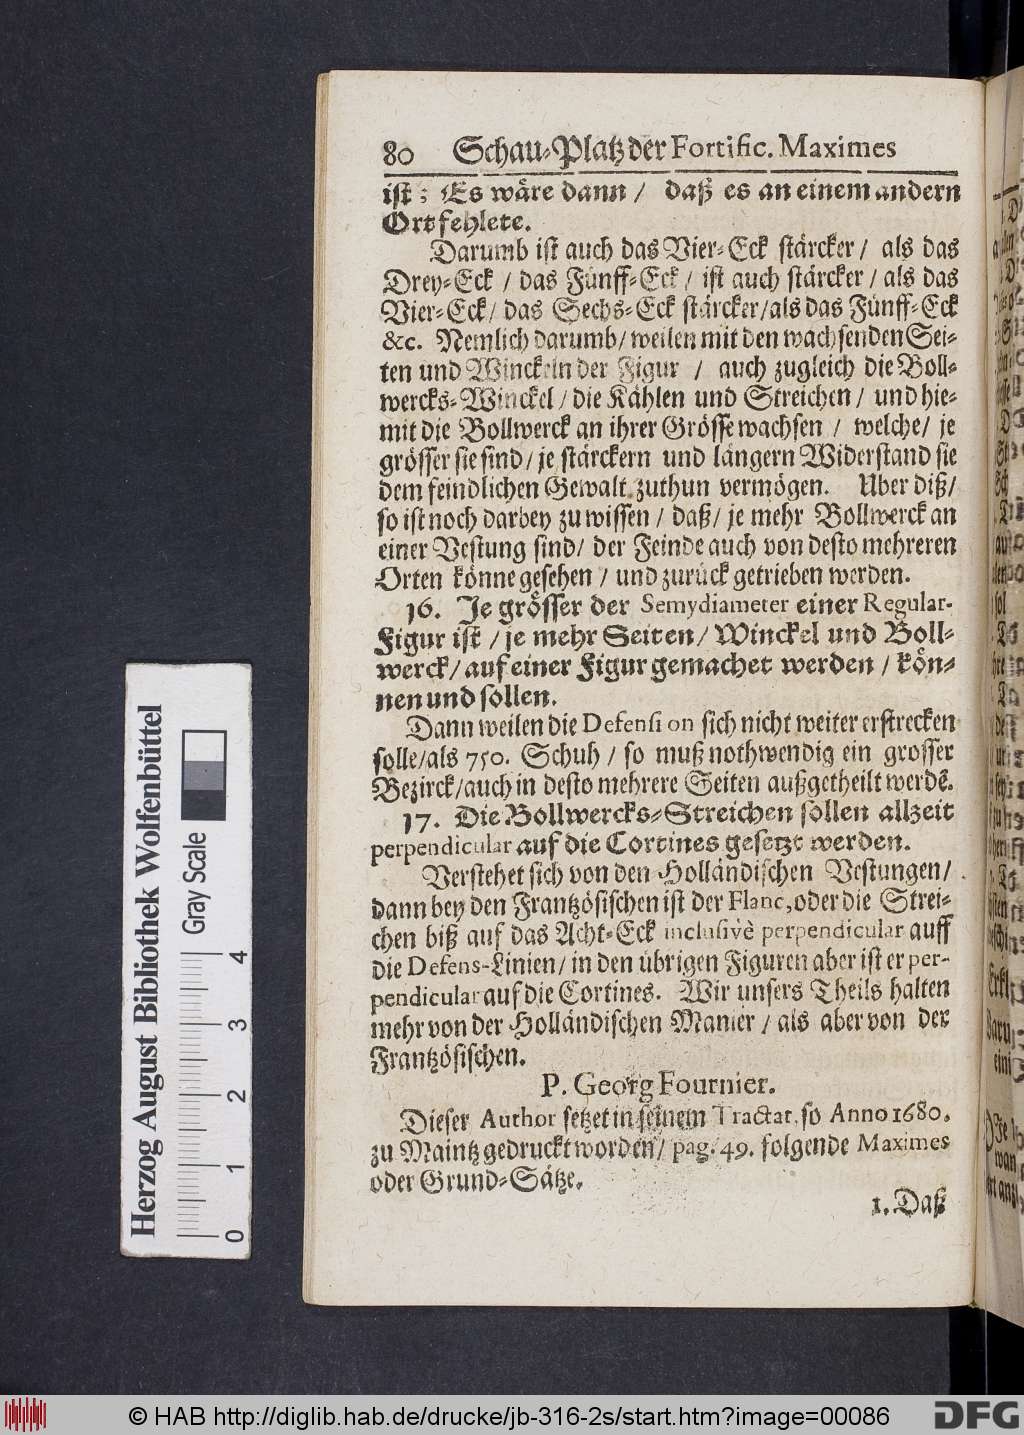 80 Schau-Platz der Fortific. Maximes
ist; Es wäre dann / daß es an einem andern
Ort fehlete.
Darumb ist auch das Vier-Eck stärcker / als das
Drey-Eck / das Fünff-Eck / ist auch stärcker / als das
Vier-Eck / das Sechs-Eck stärcker / als das Fünff-Eck
&c. Nemlich darumb / weilen mit den wachsenden Sei-
ten und Winckeln der Figur / auch zugleich die Boll-
wercks-Winckel / die Kählen und Streichen / und hie-
mit die Bollwerck an ihrer Grösse wachsen / welche / je
grösser sie sind / je stärckern und längern Widerstand sie
dem feindlichen Gewalt zuthun vermögen. Uber diß /
so ist noch darbey zu wissen / daß / je mehr Bollwerck an
einer Vestung sind / der Feinde auch von desto mehreren
Orten könne gesehen / und zurück getrieben werden.
16. Je grösser der Semydiameter einer Regular-
Figur ist / je mehr Seiten / Winckel und Boll-
werck / auf einer Figur gemachet werden / kön-
nen und sollen.
Dann weilen die Defension sich nicht weiter erstrecken
solle / als 750. Schuh / so muß nothwendig ein grosser
Bezirck / auch in desto mehrere Seiten außgetheilt werdẽ.
17. Die Bollwercks-Streichen sollen allzeit
perpendicular auf die Cortines gesetzt werden.
Verstehet sich von den Holländischen Vestungen /
dann bey den Frantzösischen ist der Flanc, oder die Strei-
chen biß auf das Acht-Eck inclusivè perpendicular auff
die Defens-Linien / in den übrigen Figuren aber ist er per-
pendicular auf die Cortines. Wir unsers Theils halten
mehr von der Holländischen Manier / als aber von der
Frantzösischen.
P. Georg Fournier.
Dieser Author setzet in seinem Tractat, so Anno 1680.
zu Maintz gedruckt worden / pag. 49. folgende Maximes
oder Grund-Sätze.
1. Daß
Herzog August Bibliothek Wolfenbüttel
Gray Scale
0 1 2 3 4
© HAB http://diglib.hab.de/drucke/jb-316-2s/start.htm?image=00086
DFG